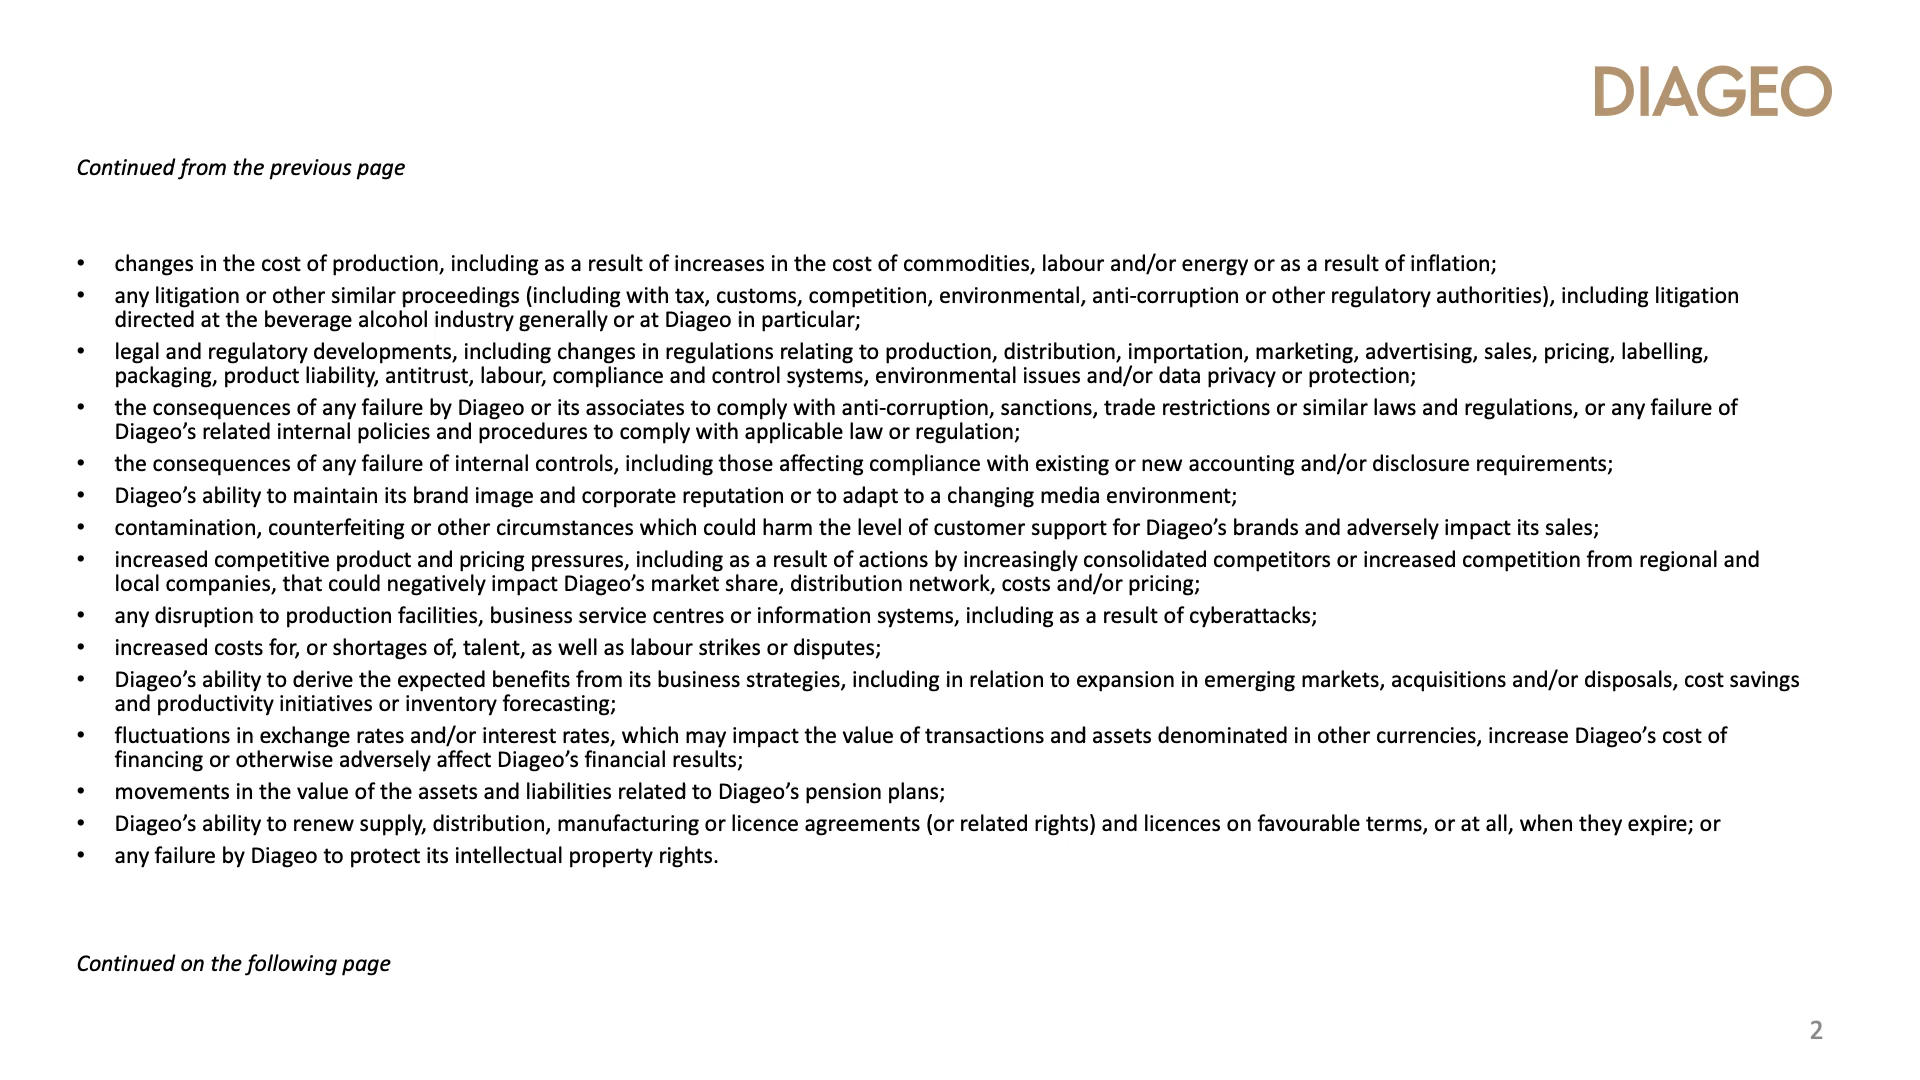 DIAGEO
Continued from the previous page
• changes in the cost of production, including as a result of increases in the cost of commodities, labour and/or energy or as a result of inflation;
• any litigation or other similar proceedings (including with tax, customs, competition, environmental, anti-corruption or other regulatory authorities), including litigation
directed at the beverage alcohol industry generally or at Diageo in particular;
• legal and regulatory developments, including changes in regulations relating to production, distribution, importation, marketing, advertising, sales, pricing, labelling,
packaging, product liability, antitrust, labour, compliance and control systems, environmental issues and/or data privacy or protection;
• the consequences of any failure by Diageo or its associates to comply with anti-corruption, sanctions, trade restrictions or similar laws and regulations, or any failure of
Diageo’s related internal policies and procedures to comply with applicable law or regulation;
• the consequences of any failure of internal controls, including those affecting compliance with existing or new accounting and/or disclosure requirements;
• Diageo’s ability to maintain its brand image and corporate reputation or to adapt to a changing media environment;
• contamination, counterfeiting or other circumstances which could harm the level of customer support for Diageo’s brands and adversely impact its sales;
• increased competitive product and pricing pressures, including as a result of actions by increasingly consolidated competitors or increased competition from regional and
local companies, that could negatively impact Diageo’s market share, distribution network, costs and/or pricing;
• any disruption to production facilities, business service centres or information systems, including as a result of cyberattacks;
• increased costs for, or shortages of, talent, as well as labour strikes or disputes;
• Diageo’s ability to derive the expected benefits from its business strategies, including in relation to expansion in emerging markets, acquisitions and/or disposals, cost savings
and productivity initiatives or inventory forecasting;
• fluctuations in exchange rates and/or interest rates, which may impact the value of transactions and assets denominated in other currencies, increase Diageo’s cost of
financing or otherwise adversely affect Diageo’s financial results;
• movements in the value of the assets and liabilities related to Diageo’s pension plans;
• Diageo’s ability to renew supply, distribution, manufacturing or licence agreements (or related rights) and licences on favourable terms, or at all, when they expire; or
• any failure by Diageo to protect its intellectual property rights.
Continued on the following page
2